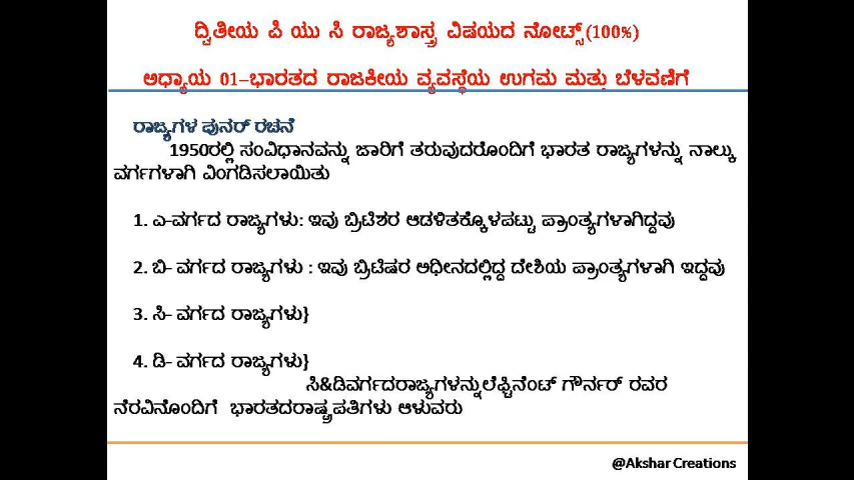 ದ್ವಿತೀಯ ಪಿ ಯು ಸಿ ರಾಜ್ಯಶಾಸ್ತ್ರ ವಿಷಯದ ನೋಟ್ಸ್(100%)
ಅಧ್ಯಾಯ 01-ಭಾರತದ ರಾಜಕೀಯ ವ್ಯವಸ್ಥೆಯ ಉಗಮ ಮತ್ತು ಬೆಳವಣಿಗೆ
ರಾಜ್ಯಗಳ ಪುನರ್ ರಚನೆ
1950ರಲ್ಲಿ ಸಂವಿಧಾನವನ್ನು ಜಾರಿಗೆ ತರುವುದರೊಂದಿಗೆ ಭಾರತ ರಾಜ್ಯಗಳನ್ನು ನಾಲ್ಕು
ವರ್ಗಗಳಾಗಿ ವಿಂಗಡಿಸಲಾಯಿತು
1. ಎ-ವರ್ಗದ ರಾಜ್ಯಗಳು: ಇವು ಬ್ರಿಟಿಶರ ಆಡಳಿತಕ್ಕೊಳಪಟ್ಟು ಪ್ರಾಂತ್ಯಗಳಾಗಿದ್ದವು
2. ಬಿ- ವರ್ಗದ ರಾಜ್ಯಗಳು : ಇವು ಬ್ರಿಟಿಷರ ಅಧೀನದಲ್ಲಿದ್ದ ದೇಶಿಯ ಪ್ರಾಂತ್ಯಗಳಾಗಿ ಇದ್ದವು
3. ಸಿ- ವರ್ಗದ ರಾಜ್ಯಗಳು}
4. ಡಿ- ವರ್ಗದ ರಾಜ್ಯಗಳು}
ಸಿ&ಡಿವರ್ಗದರಾಜ್ಯಗಳನ್ನುಲೆಫ್ಟಿನೆಂಟ್ ಗೌರ್ನರ್ ರವರ
ನೆರವಿನೊಂದಿಗೆ ಭಾರತದರಾಷ್ಟ್ರಪತಿಗಳು ಆಳುವರು
@Akshar Creations